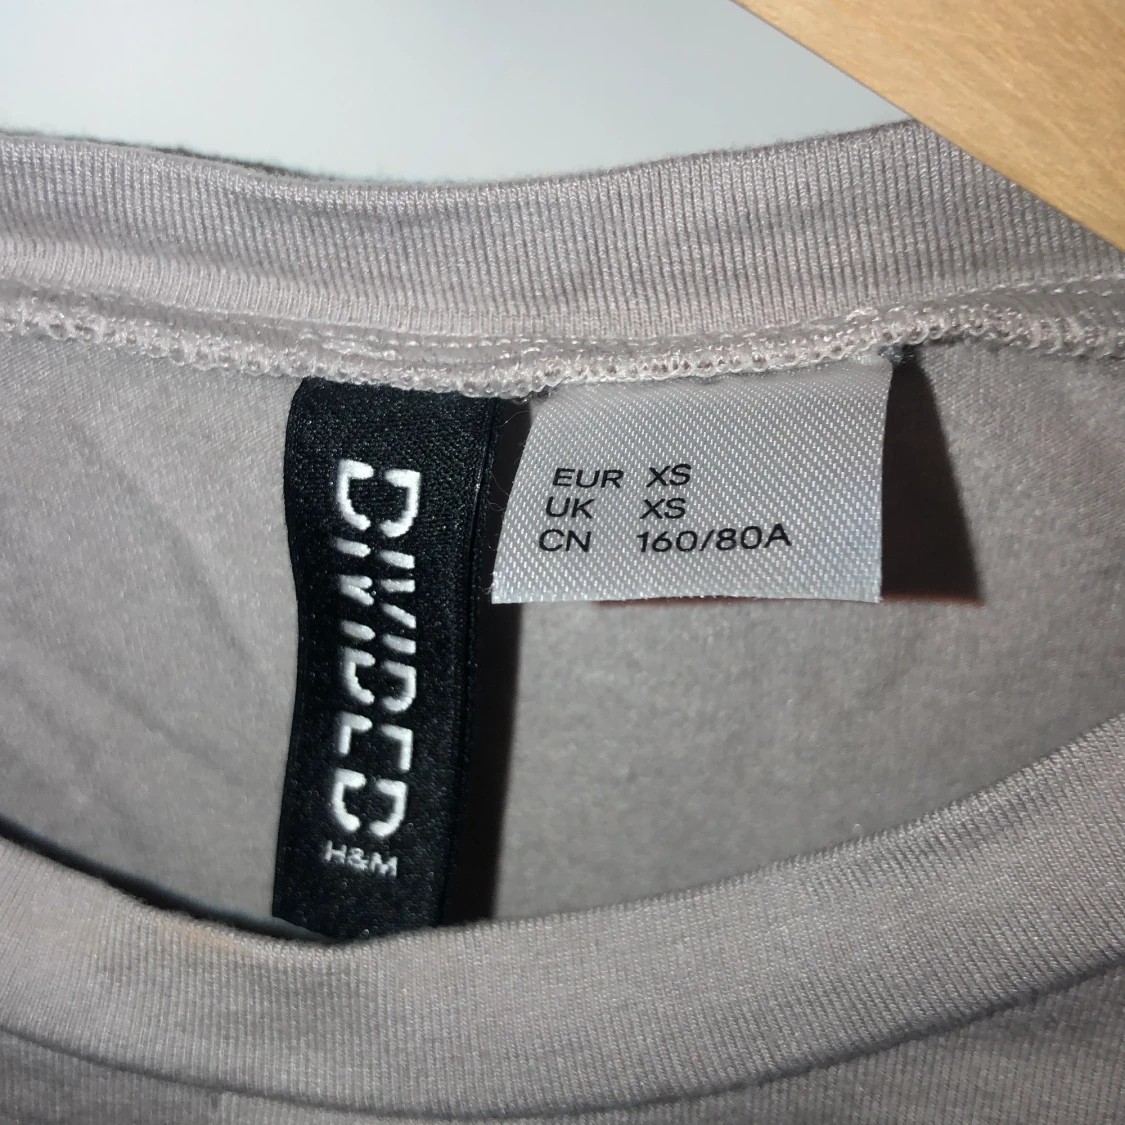 DIVIDED
H&M
EUR XS
UK XS
CN 160/80A